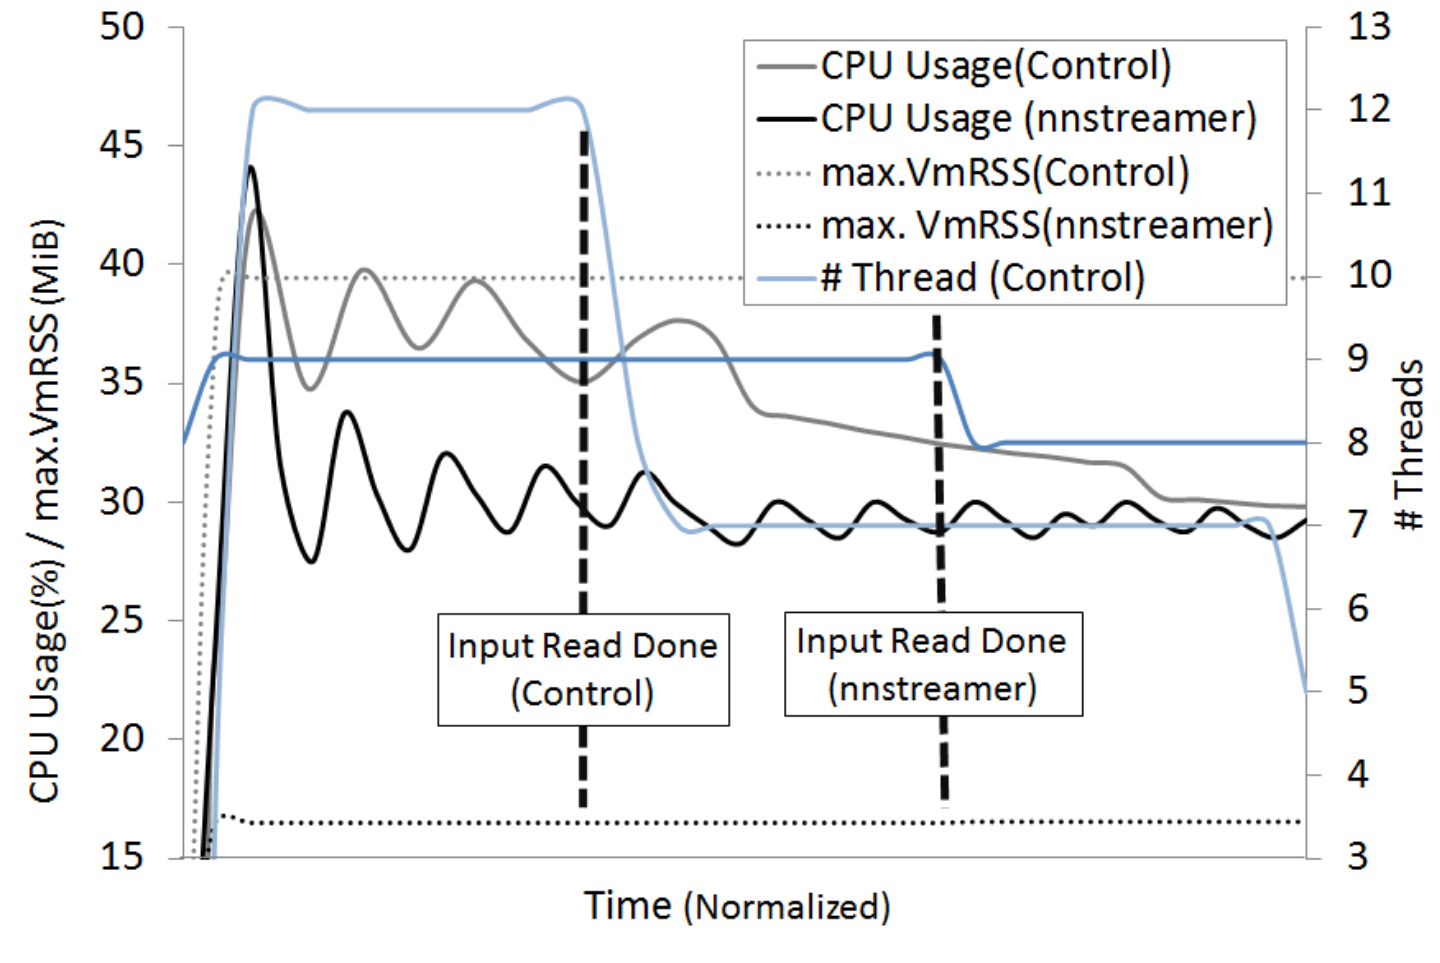 50
45
40
35
30
25
20
15
CPU Usage(%) / max.VmRSS (MiB)
CPU Usage(Control)
CPU Usage (nnstreamer)
max.VmRSS(Control)
max. VmRSS(nnstreamer)
# Thread (Control)
Input Read Done
(Control)
Input Read Done
(nnstreamer)
13
12
11
10
9
8
7
6
5
4
3
# Threads
Time (Normalized)